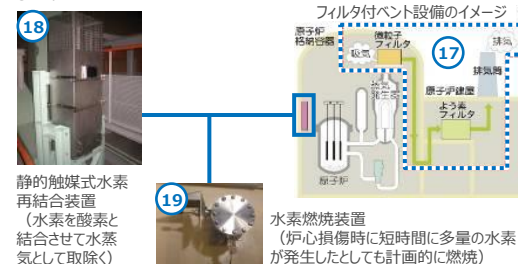 フィルタ付ベント設備のイメージ
18
原子炉
格納容器
微粒子
フィルタ
吸気
17
排気
排気筒
蒸気
発生器
原子炉建屋
よう素
フィルタ
原子炉
静的触媒式水素
再結合装置
（水素を酸素と
結合させて水蒸
気として取除く）
19
水素燃焼装置
（炉心損傷時に短時間に多量の水素
が発生したとしても計画的に燃焼）